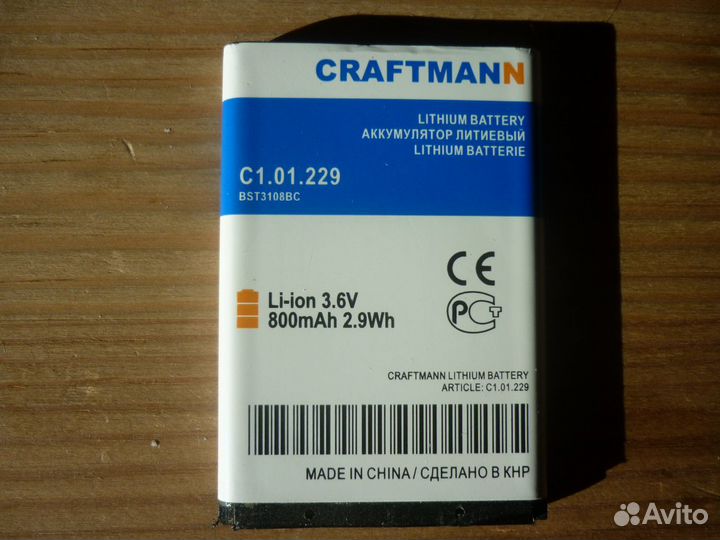 CRAFTMANN
LITHIUM BATTERY
АККУМУЛЯТОР ЛИТИЕВЫЙ
LITHIUM BATTERIE
C1.01.229
BST3108BC
CE
Li-ion 3.6V
800mAh 2.9Wh
РСТ
CRAFTMANN LITHIUM BATTERY
ARTICLE: C1.01.229
MADE IN CHINA / СДЕЛАНО В КНР
Avito